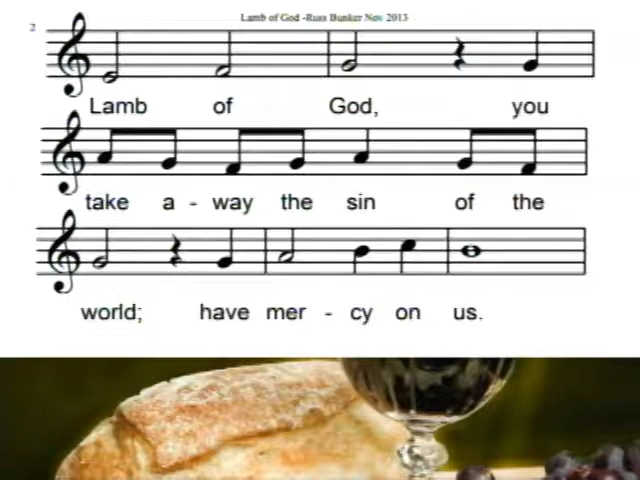 Lamb of God -Russ Bunker Nov 2013
2
Lamb of God, you
take a - way the sin of the
world; have mer - cy on us.